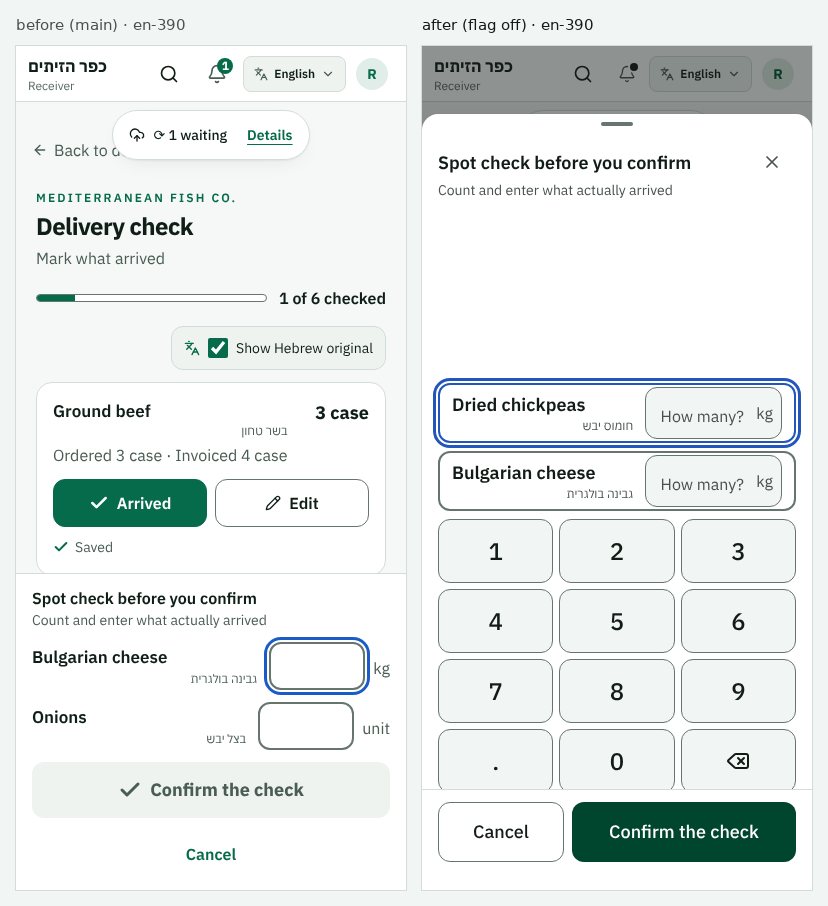 before (main) · en-390
כפר הזיתים
Receiver
1
English
R
⟳ 1 waiting
Details
Back to d
MEDITERRANEAN FISH CO.
Delivery check
Mark what arrived
1 of 6 checked
Show Hebrew original
Ground beef
3 case
בשר טחון
Ordered 3 case · Invoiced 4 case
Arrived
Edit
Saved
Spot check before you confirm
Count and enter what actually arrived
Bulgarian cheese
גבינה בולגרית
kg
Onions
בצל יבש
unit
Confirm the check
Cancel
after (flag off) · en-390
כפר הזיתים
Receiver
English
R
Spot check before you confirm
Count and enter what actually arrived
Dried chickpeas
חומוס יבש
How many? kg
Bulgarian cheese
גבינה בולגרית
How many? kg
1 2 3
4 5 6
7 8 9
. 0
Cancel
Confirm the check